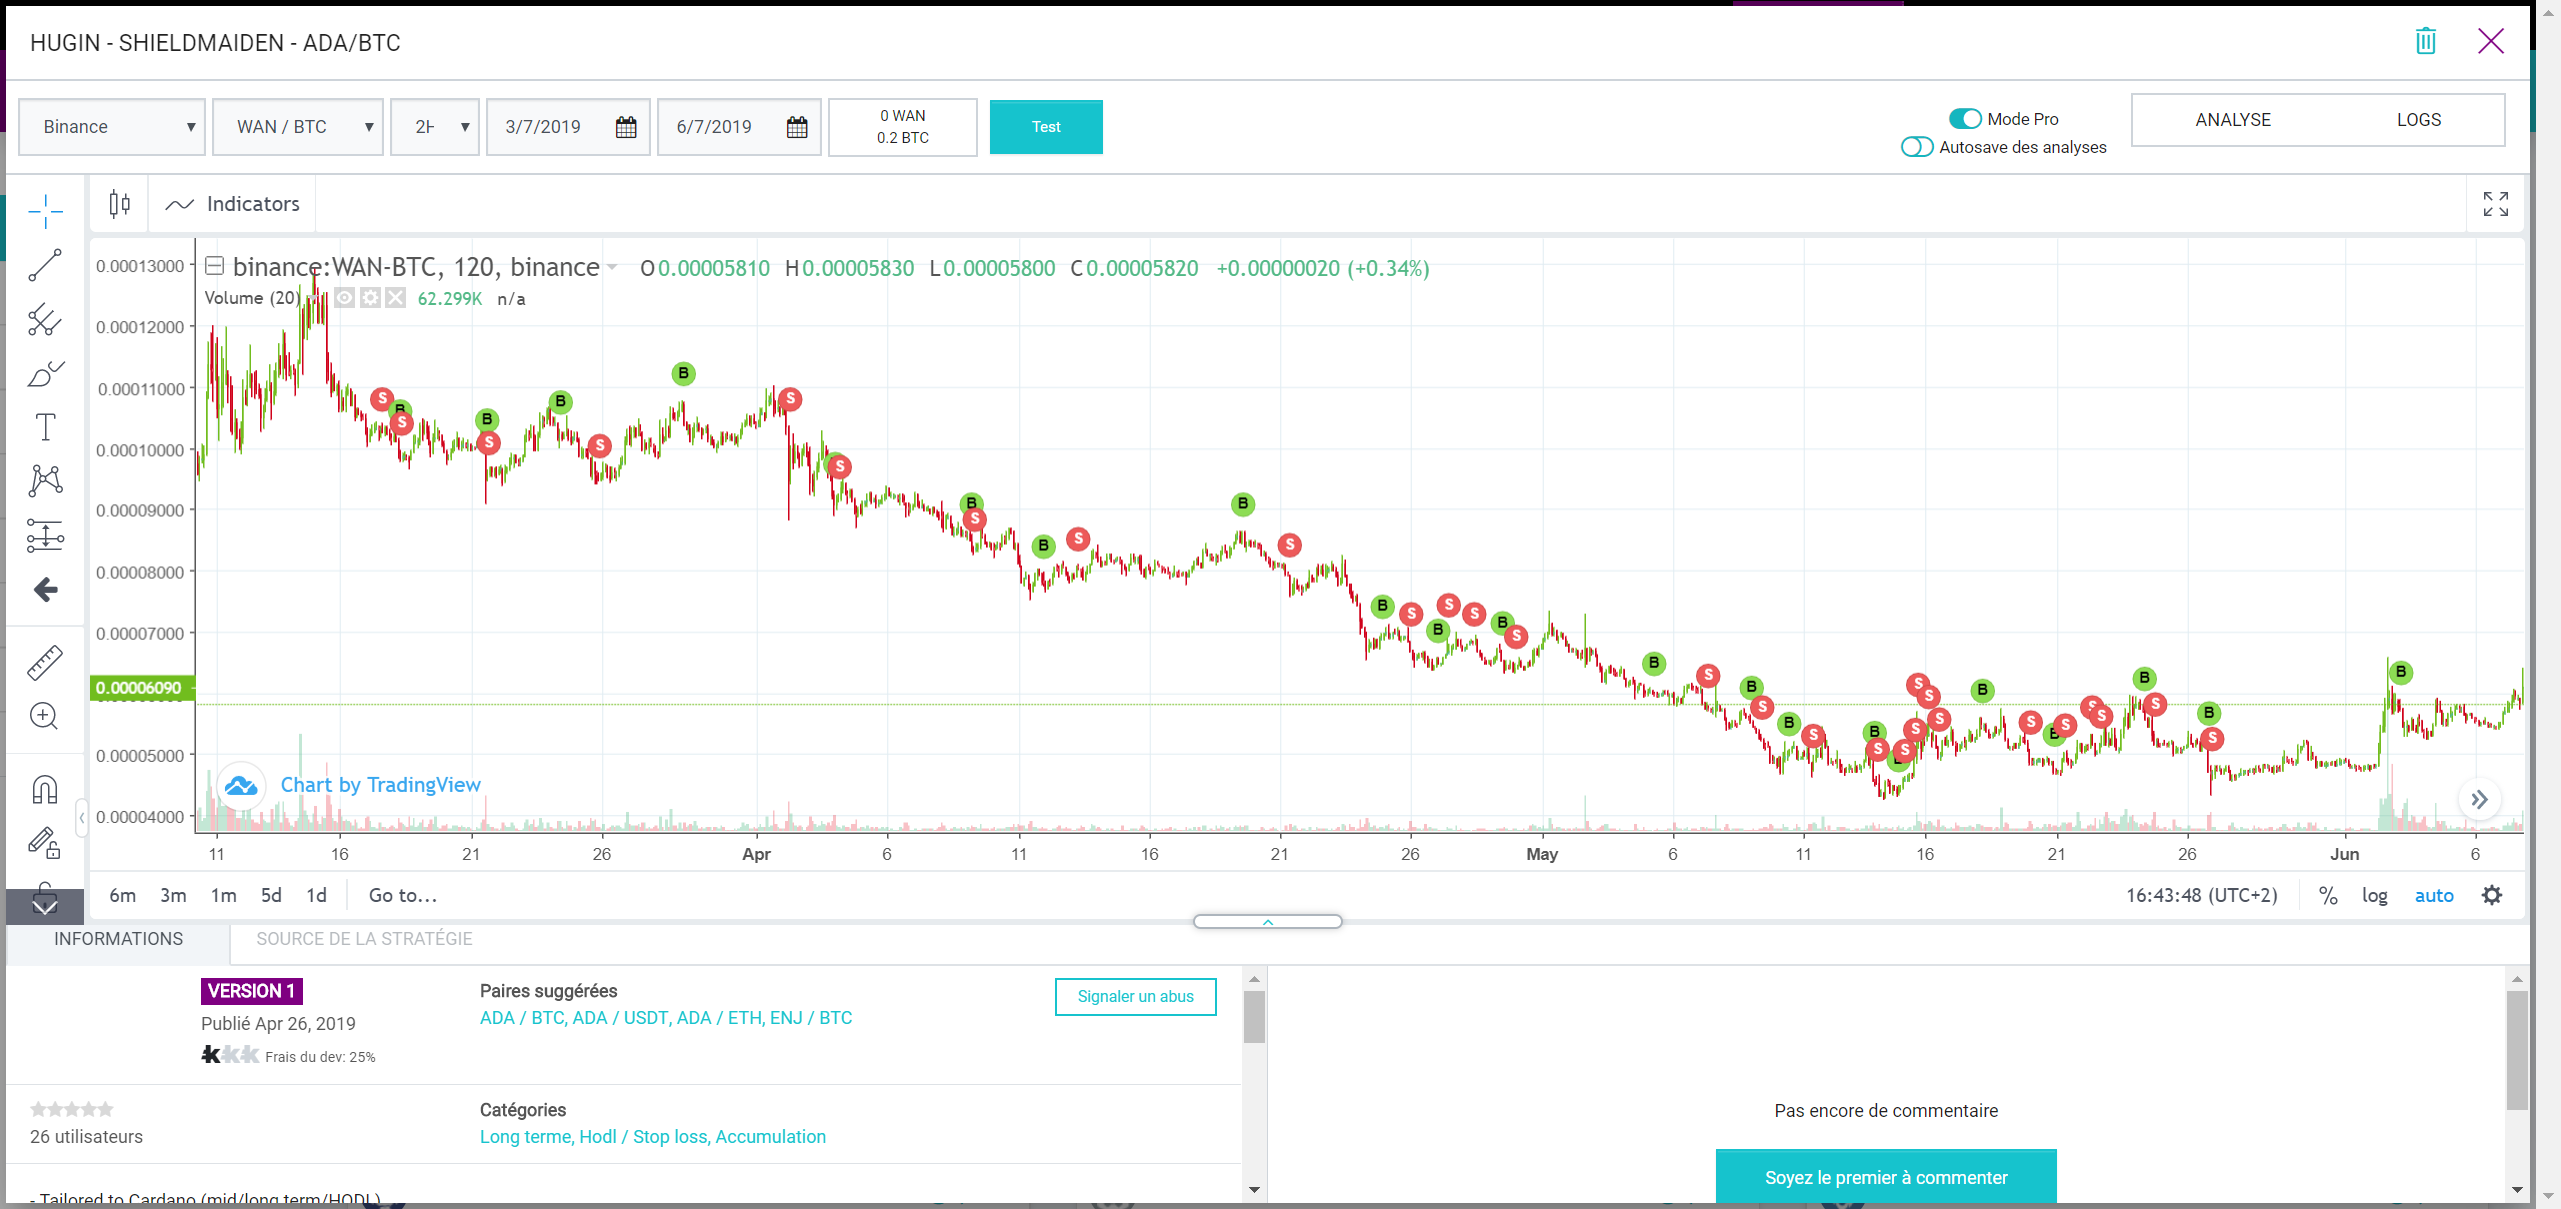 HUGIN - SHIELDMAIDEN - ADA/BTC
Binance WAN / BTC 3/7/2019 6/7/2019
0 WAN
0.2 BTC
Test
Mode Pro
Autosave des analyses
ANALYSE LOGS
Indicators
binance:WAN-BTC, 120, binance O0.00005810 H0.00005830 L0.00005800 C0.00005820 +0.00000020 (+0.34%)
Volume (20) 62.299K n/a
0.00013000
0.00012000
0.00011000
0.00010000
0.00009000
0.00008000
0.00007000
0.00006090
0.00005000
0.00004000
Chart by TradingView
11 16 21 26 Apr 6 11 16 21 26 May 6 11 16 21 26 Jun 6
6m 3m 1m 5d 1d Go to... 16:43:48 (UTC+2) % log auto
INFORMATIONS SOURCE DE LA STRATÉGIE
VERSION 1
Publié Apr 26, 2019
Frais du dev: 25%
Paires suggérées
ADA / BTC, ADA / USDT, ADA / ETH, ENJ / BTC
Signaler un abus
26 utilisateurs
Catégories
Long terme, Hodl / Stop loss, Accumulation
Pas encore de commentaire
Soyez le premier à commenter
- Tailored to Cardano (mid/long term/HODL)